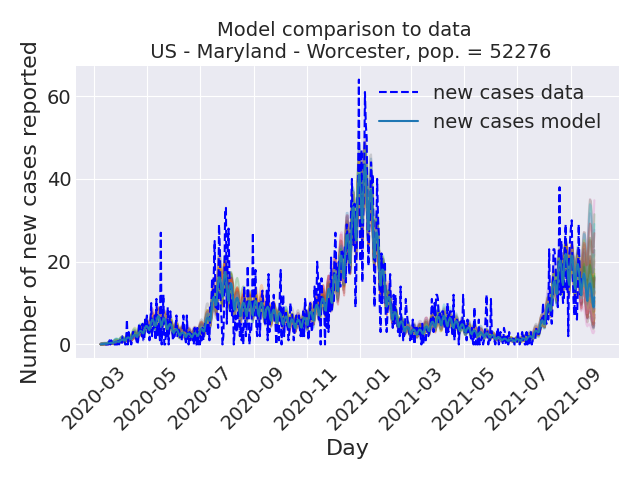 Model comparison to data
US - Maryland - Worcester, pop. = 52276
new cases data
new cases model
Number of new cases reported
60
40
20
0
2020-03
2020-05
2020-07
2020-09
2020-11
2021-01
2021-03
2021-05
2021-07
2021-09
Day